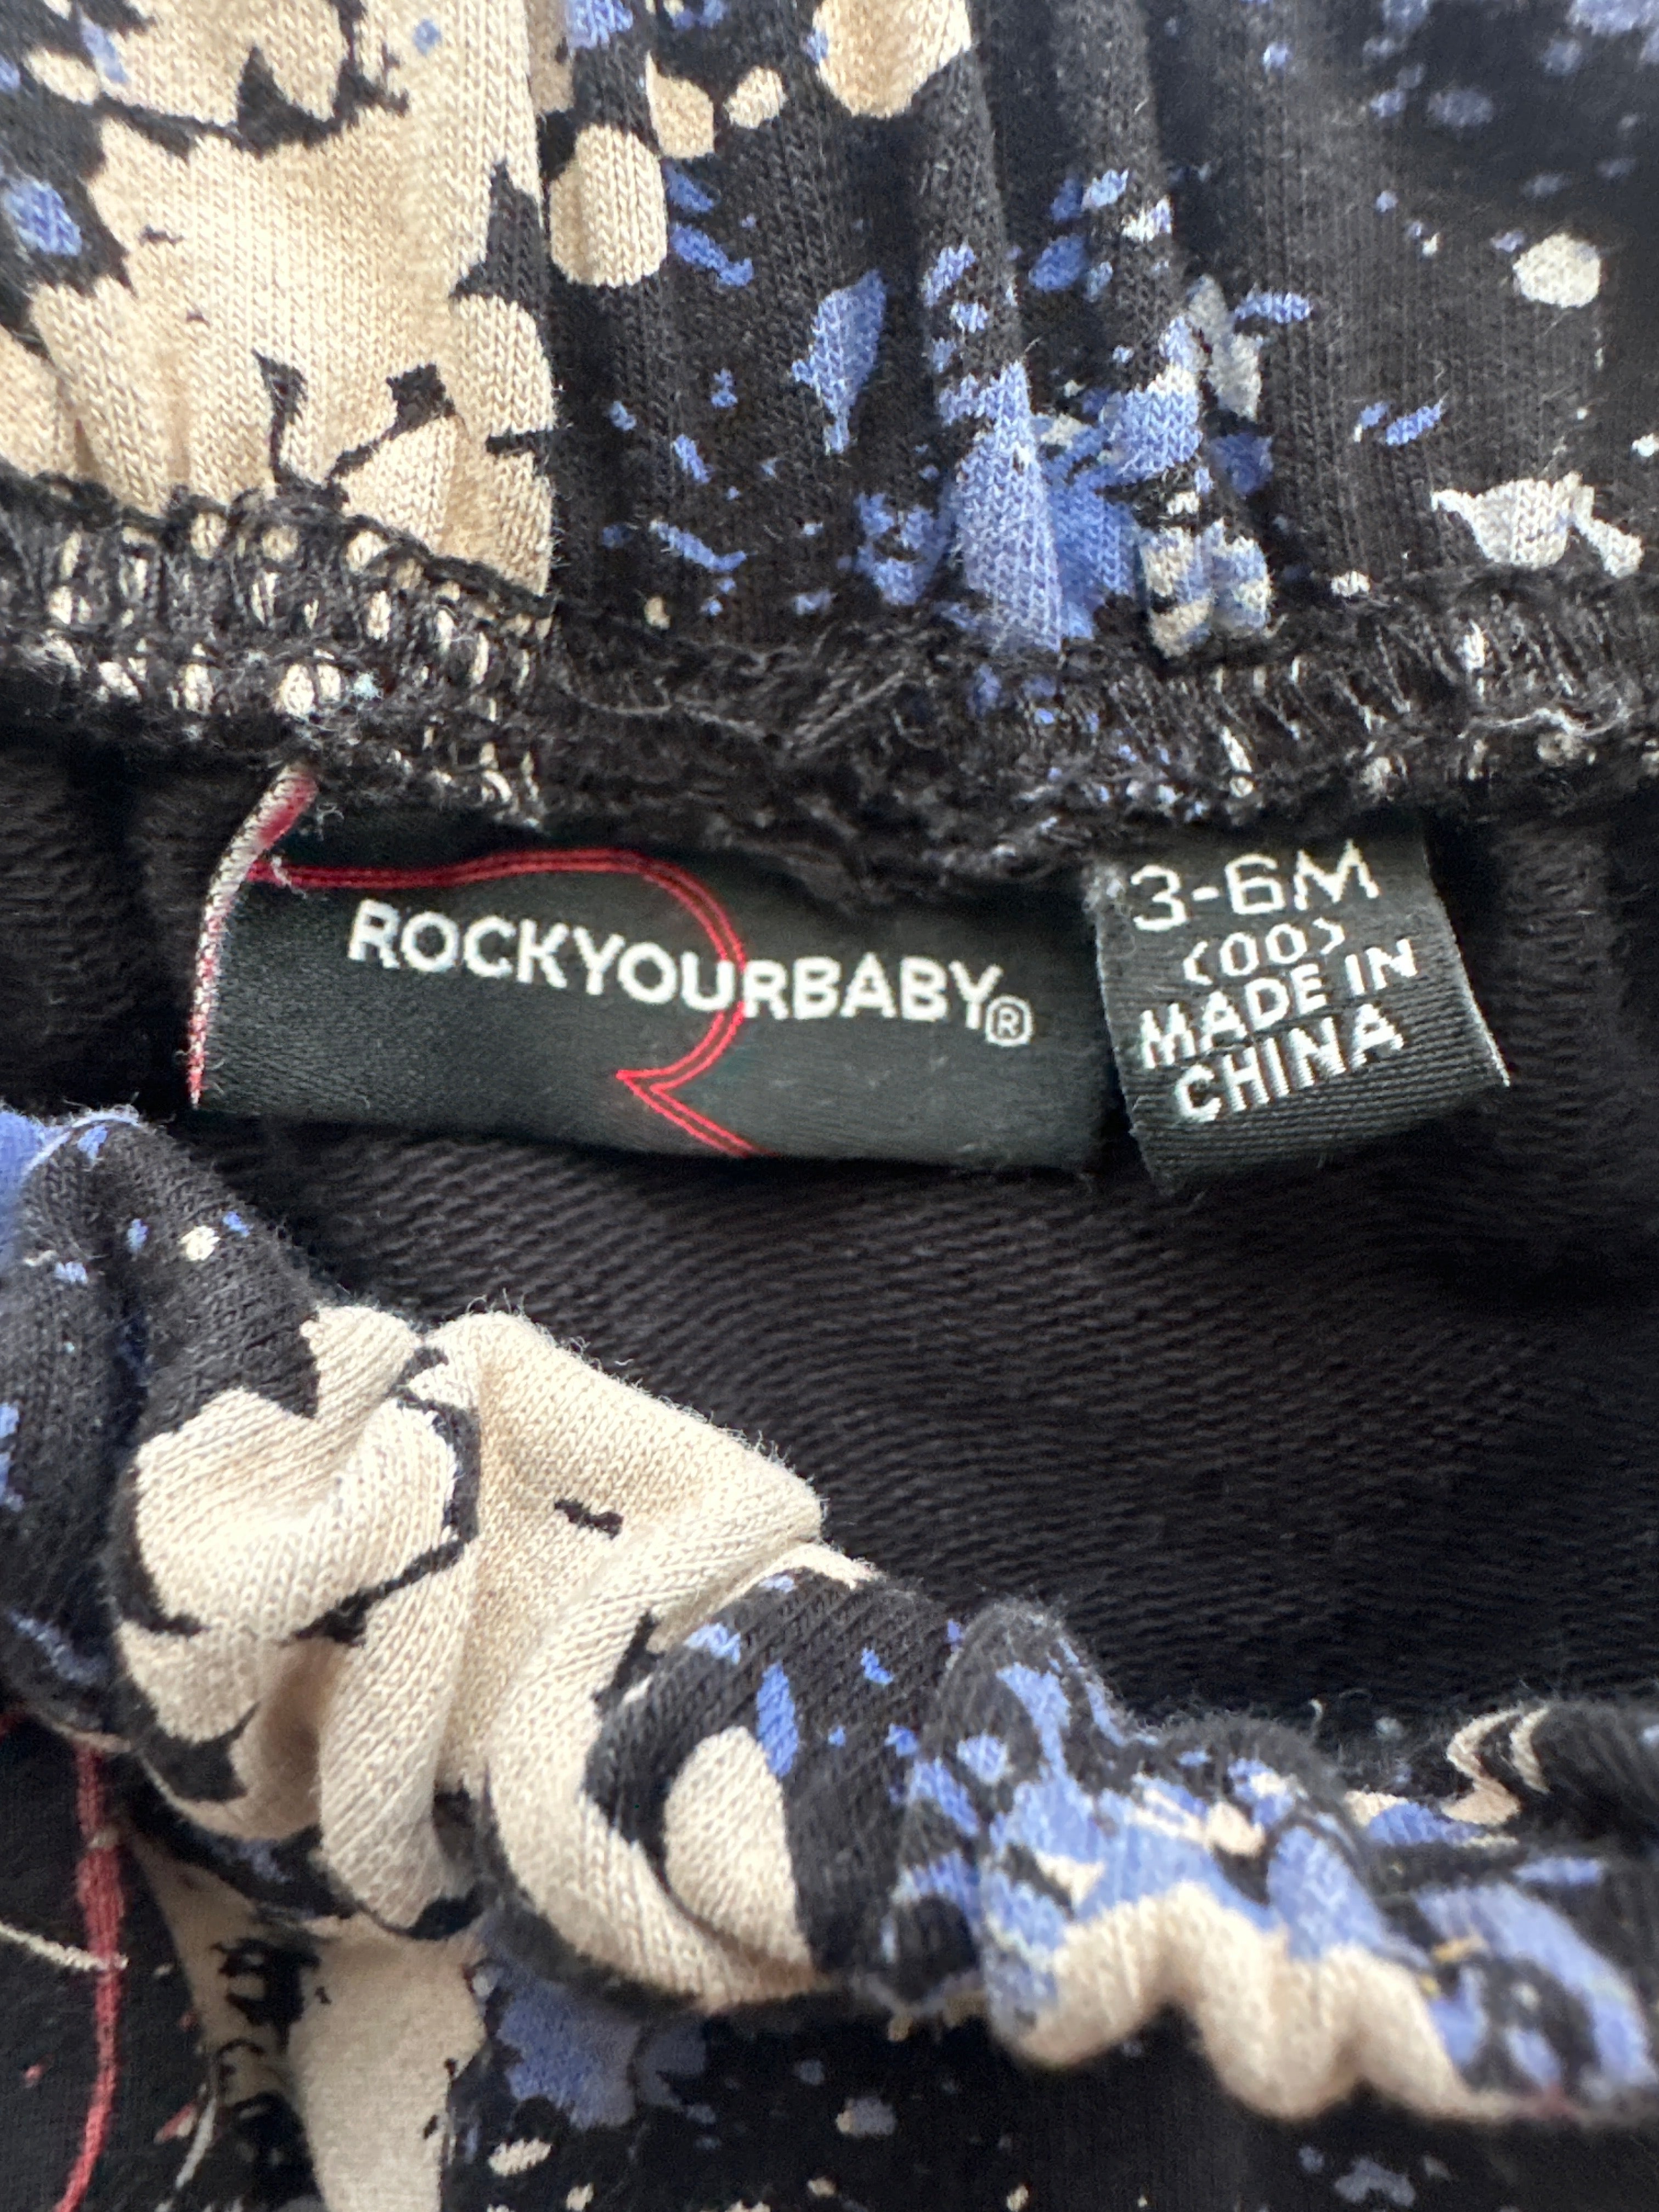 ROCKYOURBABY®
3-6M
<00>
MADE IN
CHINA